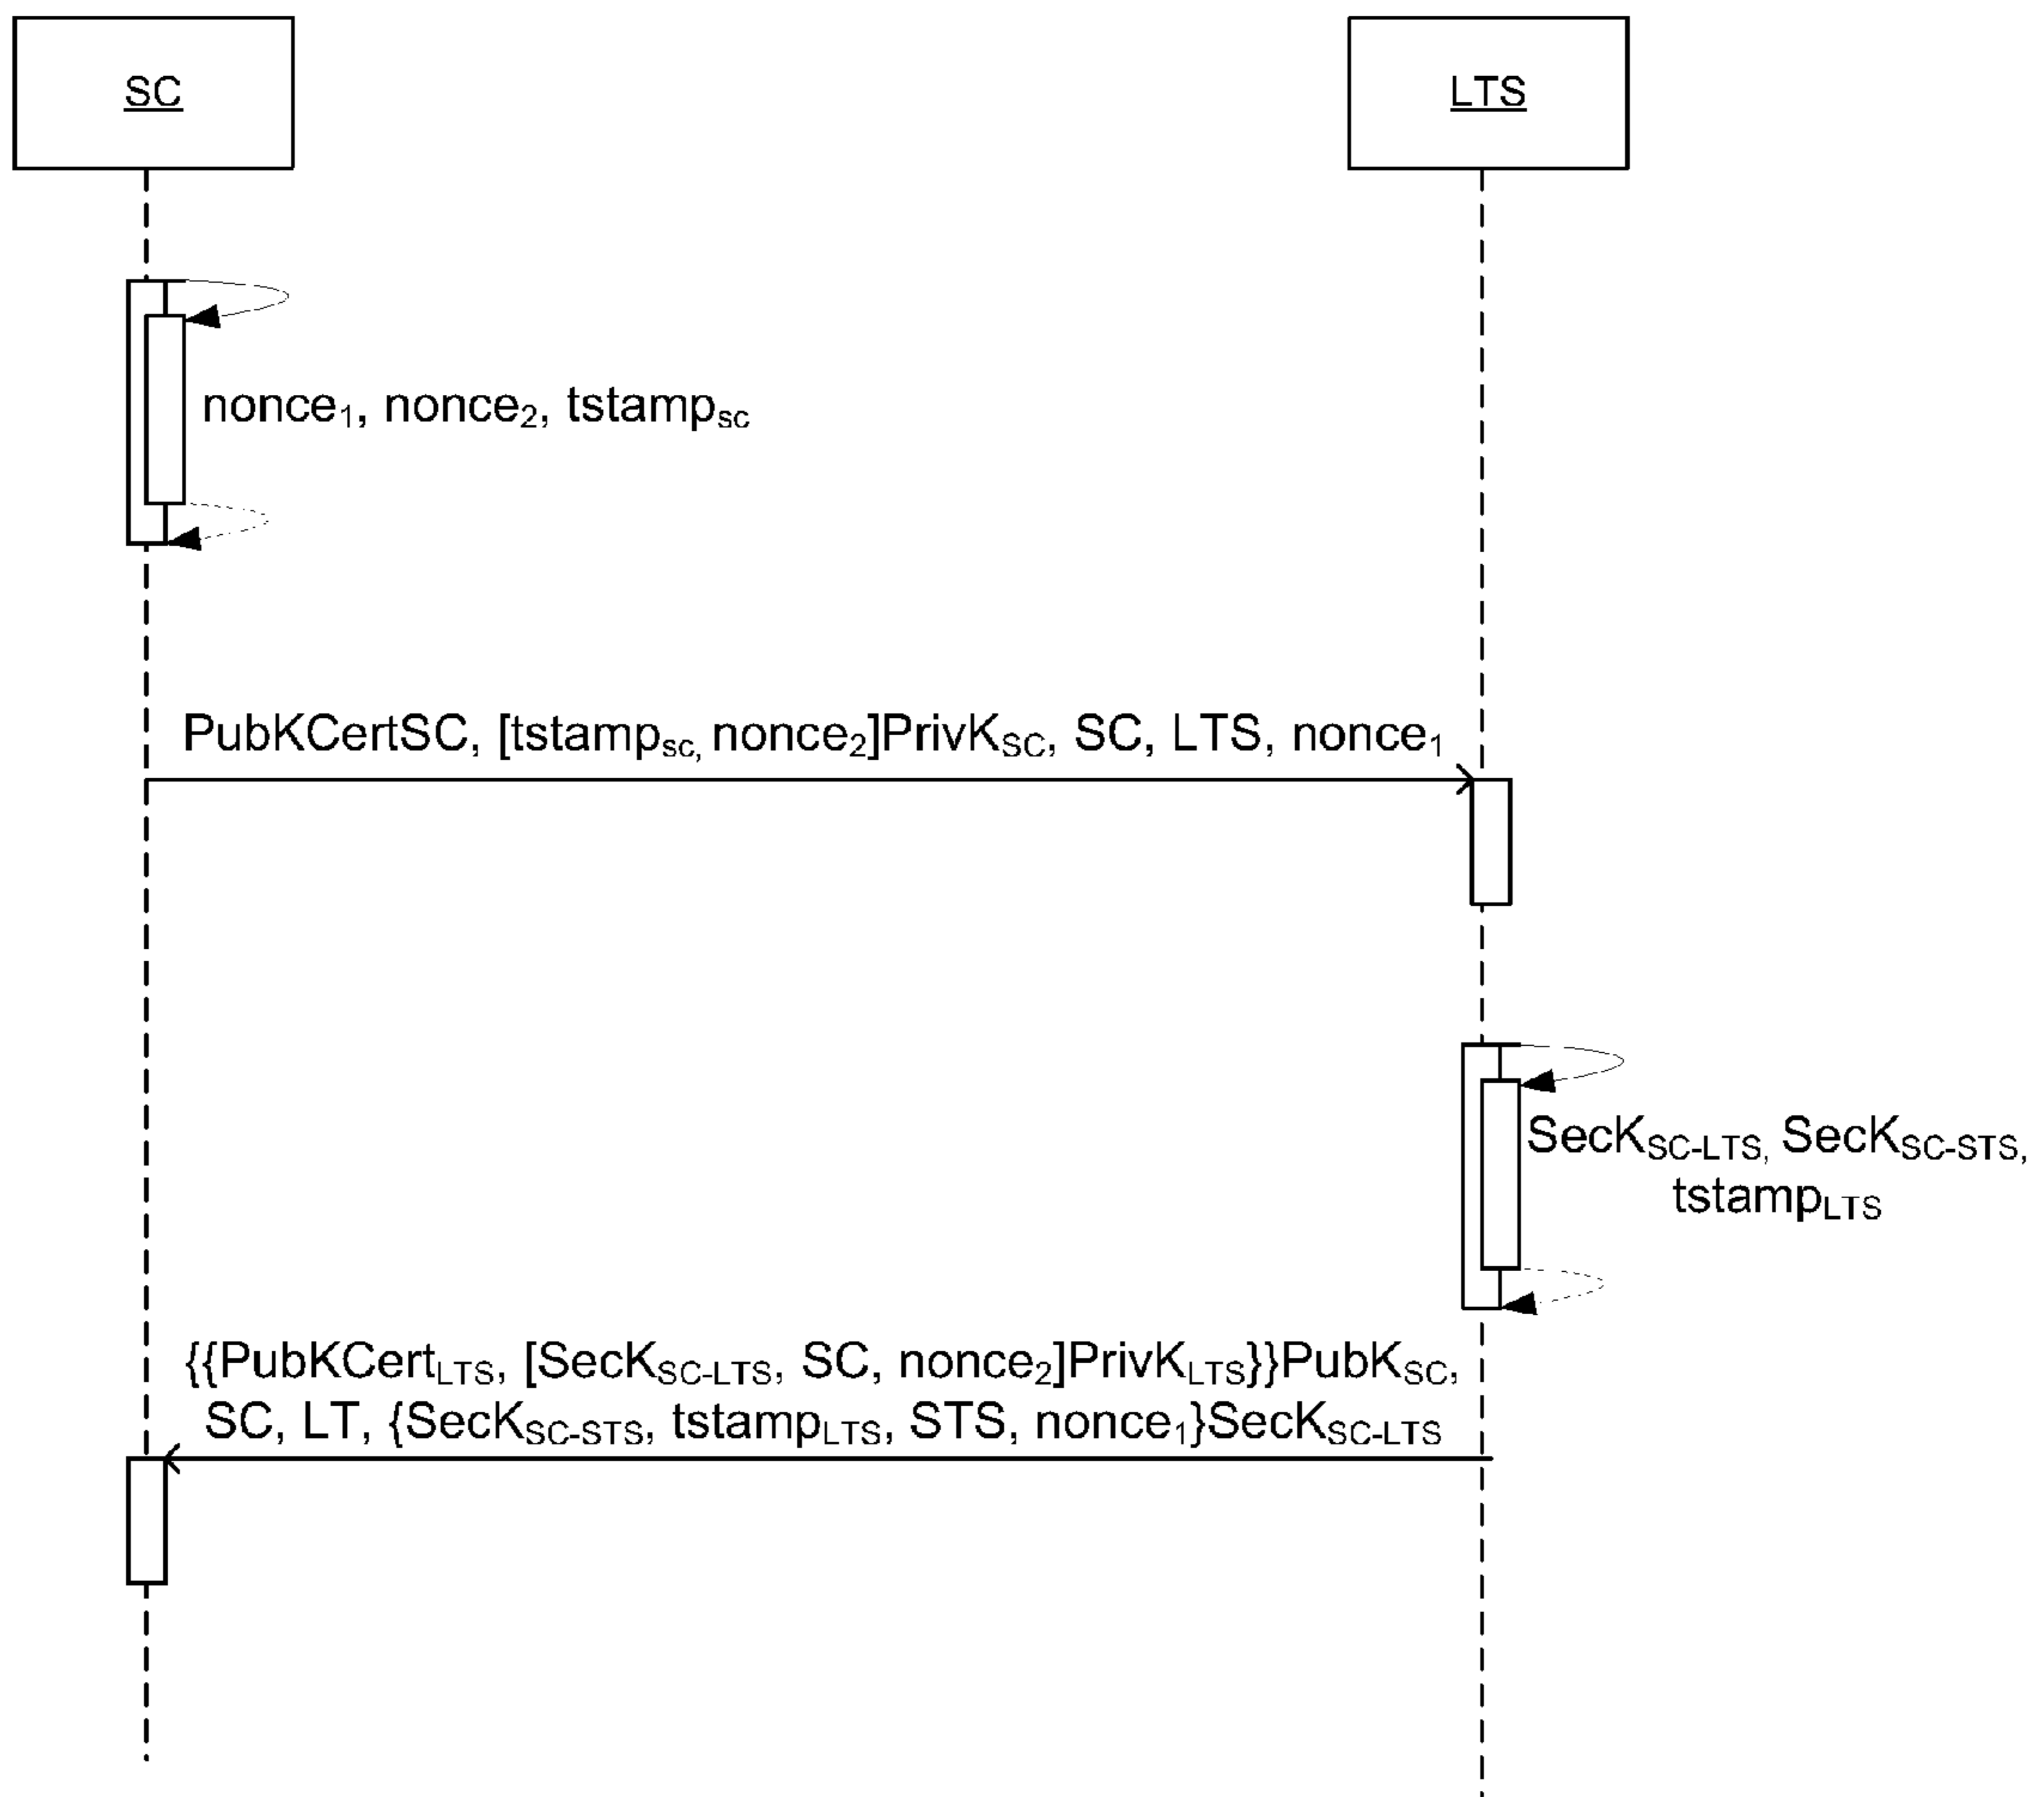 SC
LTS
nonce₁, nonce₂, tstampsc
PubKCertSC, [tstampsc, nonce₂]PrivKSC, SC, LTS, nonce₁
SecKSC-LTS, SecKSC-STS,
tstampLTS
{{PubKCertLTS, [SecKSC-LTS, SC, nonce₂]PrivKLTS}}PubKSC,
SC, LT, {SecKSC-STS, tstampLTS, STS, nonce₁}SecKSC-LTS